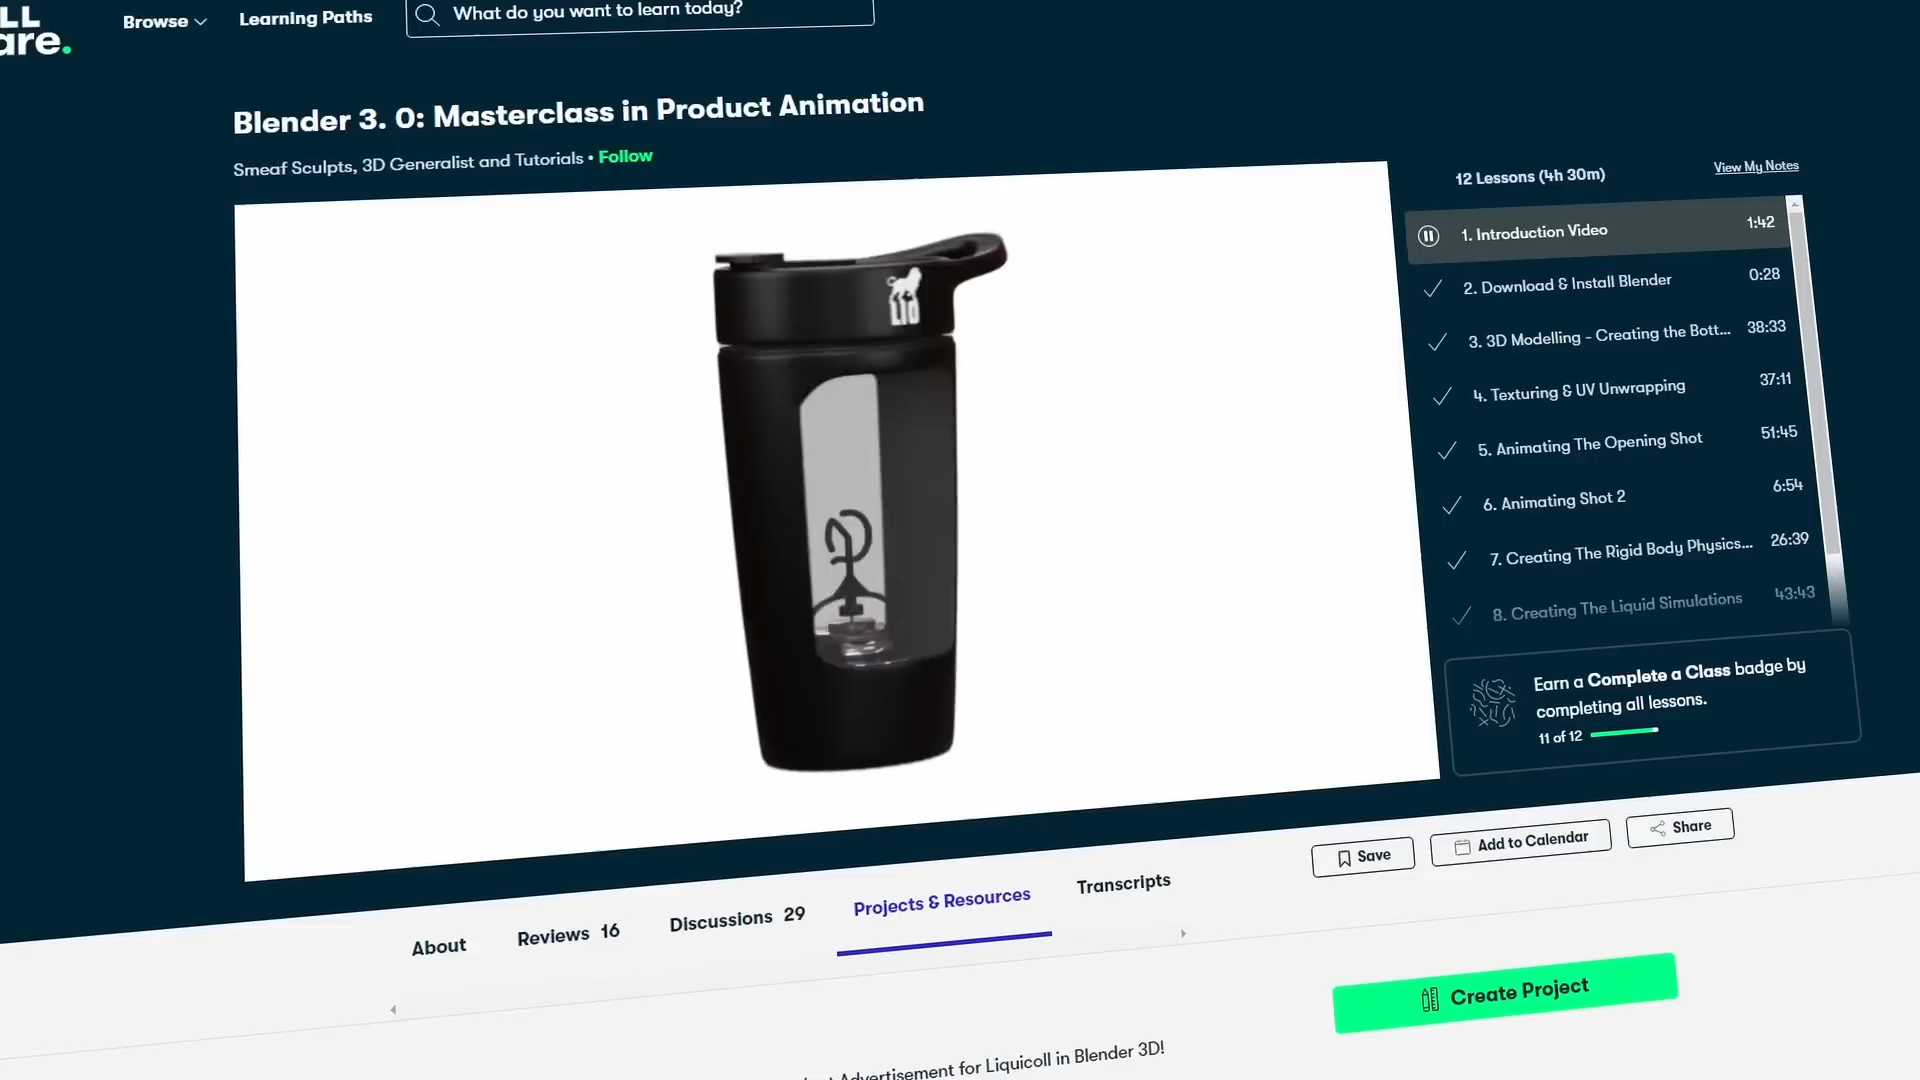 LL
are.
Browse
Learning Paths
What do you want to learn today?
Blender 3. 0: Masterclass in Product Animation
Smeaf Sculpts, 3D Generalist and Tutorials • Follow
12 Lessons (4h 30m)
View My Notes
1. Introduction Video 1:42
2. Download & Install Blender 0:28
3. 3D Modelling - Creating the Bott... 38:33
4. Texturing & UV Unwrapping 37:11
5. Animating The Opening Shot 51:45
6. Animating Shot 2 6:54
7. Creating The Rigid Body Physics... 26:39
8. Creating The Liquid Simulations 43:43
LIO
Earn a Complete a Class badge by
completing all lessons.
11 of 12
Save
Add to Calendar
Share
About
Reviews 16
Discussions 29
Projects & Resources
Transcripts
Create Project
Advertisement for Liquicoll in Blender 3D!